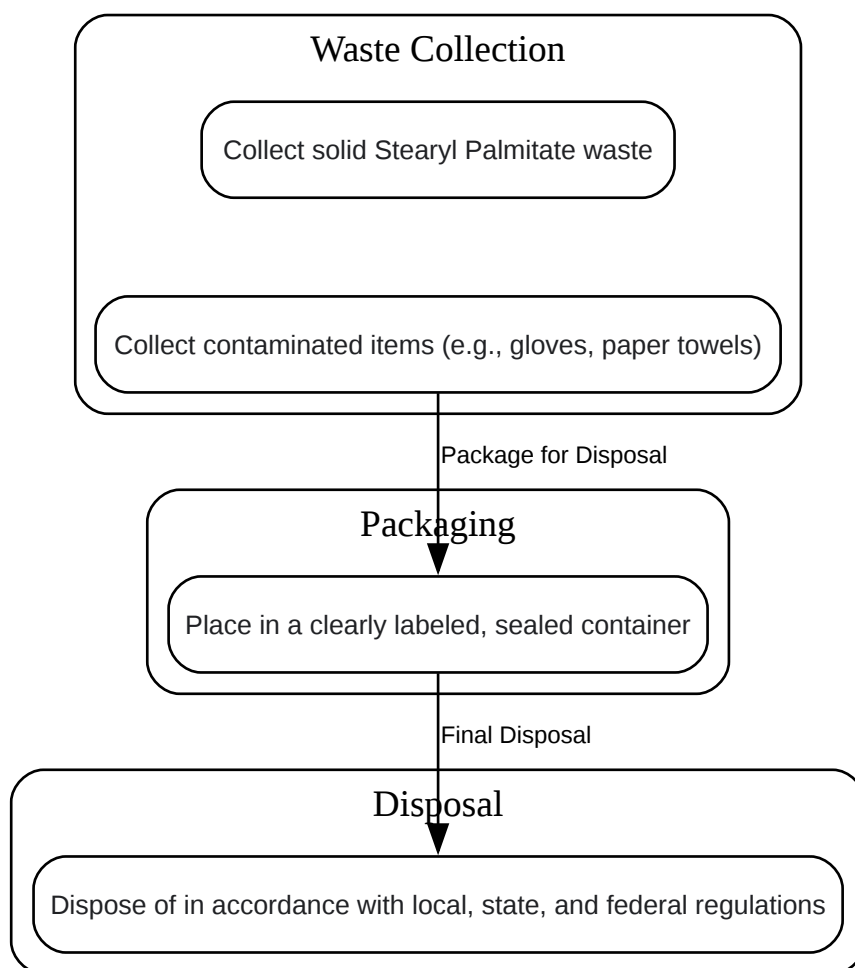 Waste Collection
Collect solid Stearyl Palmitate waste
Collect contaminated items (e.g., gloves, paper towels)
Package for Disposal
Packaging
Place in a clearly labeled, sealed container
Final Disposal
Disposal
Dispose of in accordance with local, state, and federal regulations